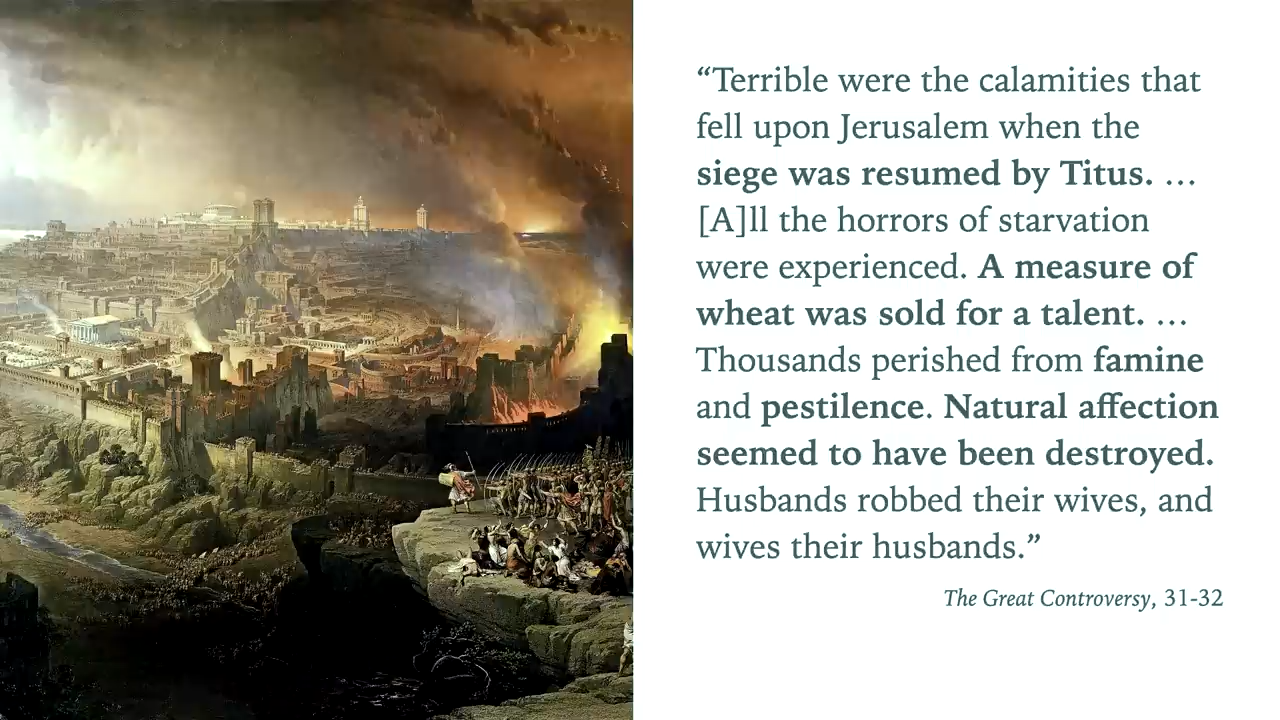 “Terrible were the calamities that
fell upon Jerusalem when the
siege was resumed by Titus. …
[A]ll the horrors of starvation
were experienced. A measure of
wheat was sold for a talent. …
Thousands perished from famine
and pestilence. Natural affection
seemed to have been destroyed.
Husbands robbed their wives, and
wives their husbands.”
The Great Controversy, 31-32